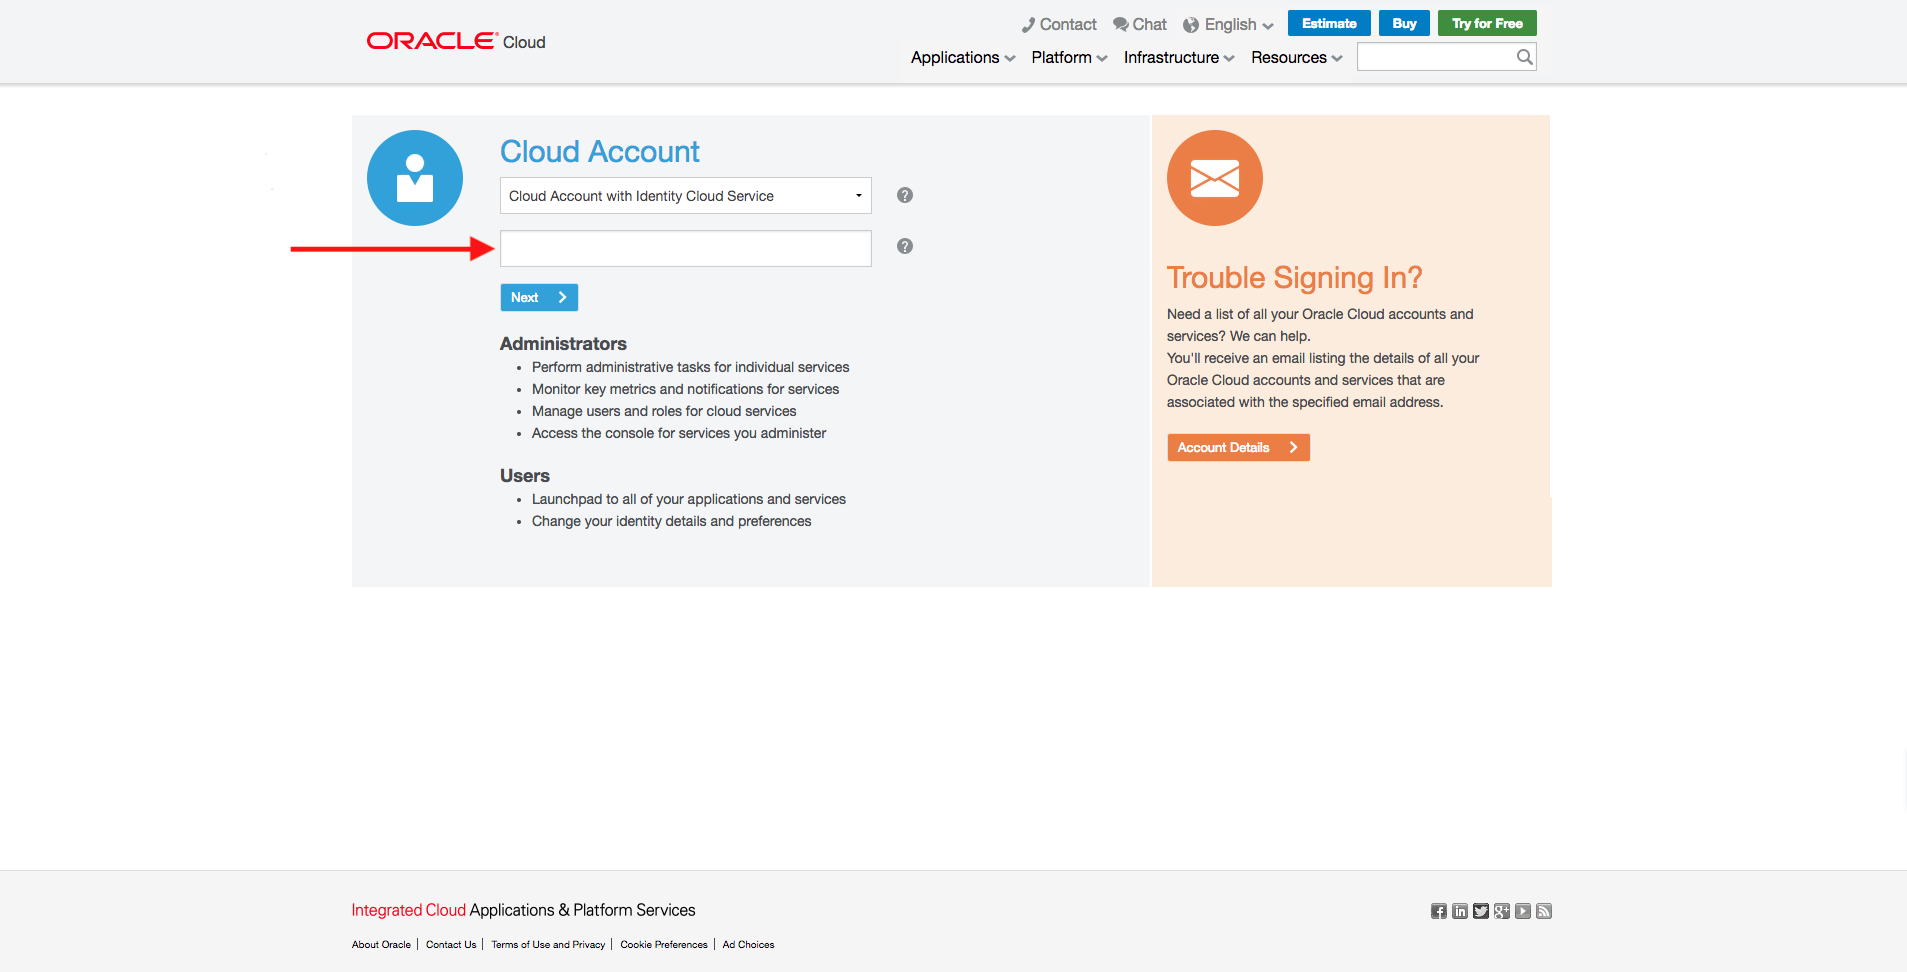 Contact Chat English Estimate Buy Try for Free
ORACLE® Cloud
Applications Platform Infrastructure Resources
Cloud Account
Cloud Account with Identity Cloud Service
?
?
Next
Administrators
• Perform administrative tasks for individual services
• Monitor key metrics and notifications for services
• Manage users and roles for cloud services
• Access the console for services you administer
Users
• Launchpad to all of your applications and services
• Change your identity details and preferences
Trouble Signing In?
Need a list of all your Oracle Cloud accounts and
services? We can help.
You'll receive an email listing the details of all your
Oracle Cloud accounts and services that are
associated with the specified email address.
Account Details
Integrated Cloud Applications & Platform Services
About Oracle | Contact Us | Terms of Use and Privacy | Cookie Preferences | Ad Choices